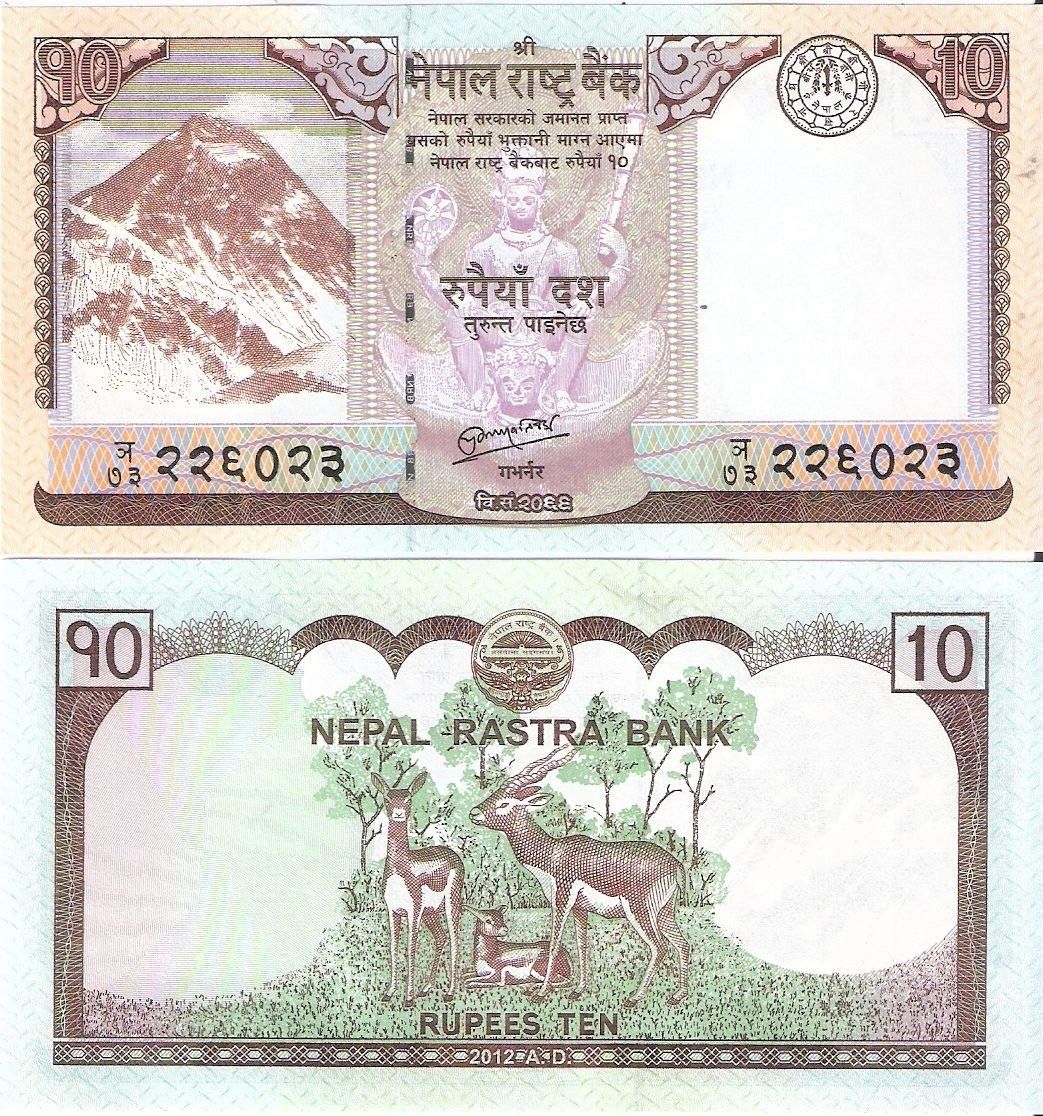 १० 10
श्री
नेपाल राष्ट्र बैंक
नेपाल सरकारको जमानत प्राप्त
यसको रुपैयाँ भुक्तानी माग्न आएमा
नेपाल राष्ट्र बैंकबाट रुपैयाँ १०
रुपैयाँ दश
तुरुन्त पाइनेछ
NRB
गभर्नर
ञ ७३ २२६०२३
ञ ७३ २२६०२३
वि.सं.२०६९
१० 10
नेपाल राष्ट्र बैंक
NEPAL RASTRA BANK
RUPEES TEN
2012 A.D.